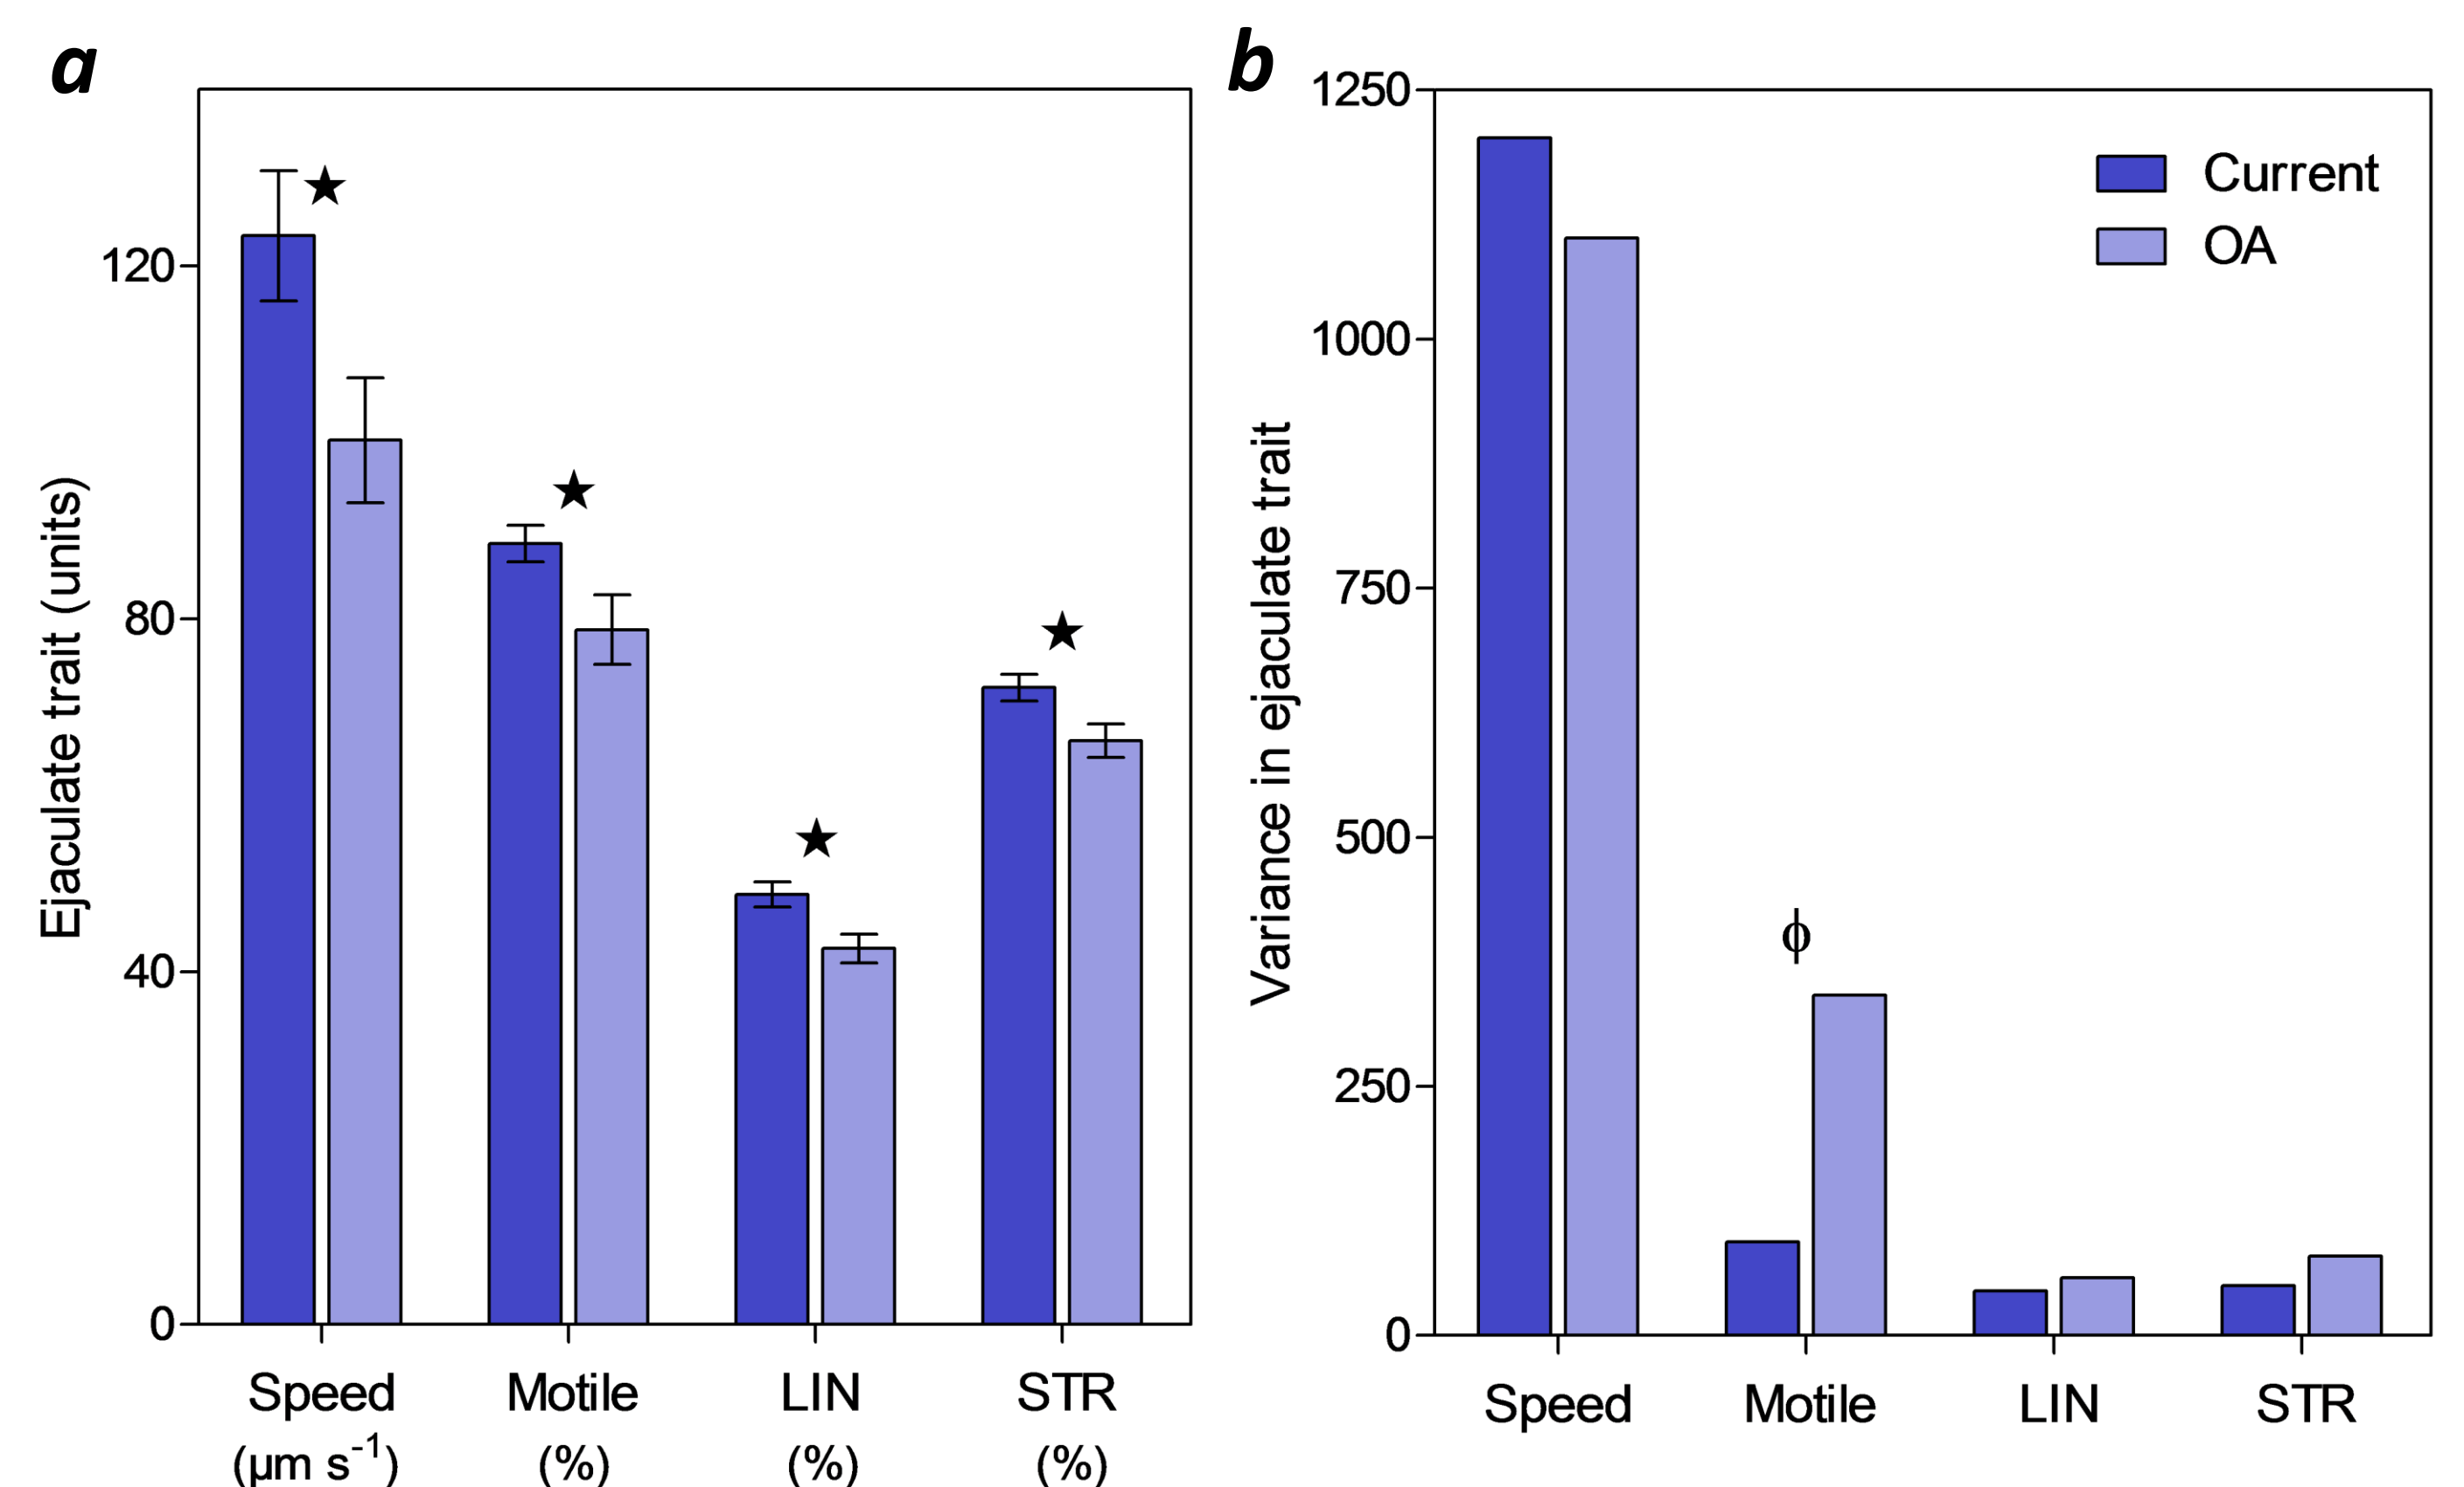 a
Ejaculate trait (units)
120
80
40
0
Speed Motile LIN STR
(µm s⁻¹) (%) (%) (%)
b
Variance in ejaculate trait
1250
1000
750
500
250
0
Current
OA
ϕ
Speed Motile LIN STR